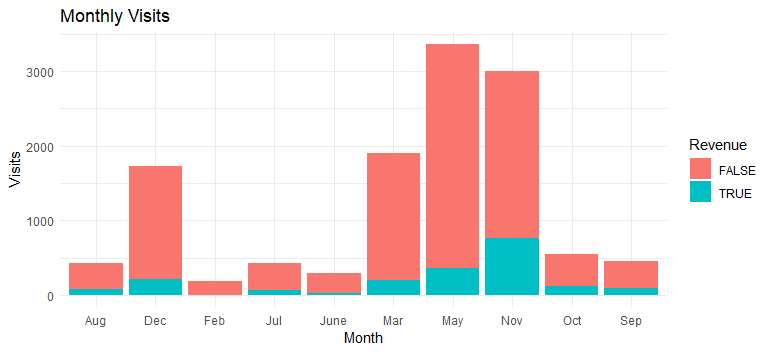 Monthly Visits
3000
2000
1000
0
Visits
Aug Dec Feb Jul June Mar May Nov Oct Sep
Month
Revenue
FALSE
TRUE